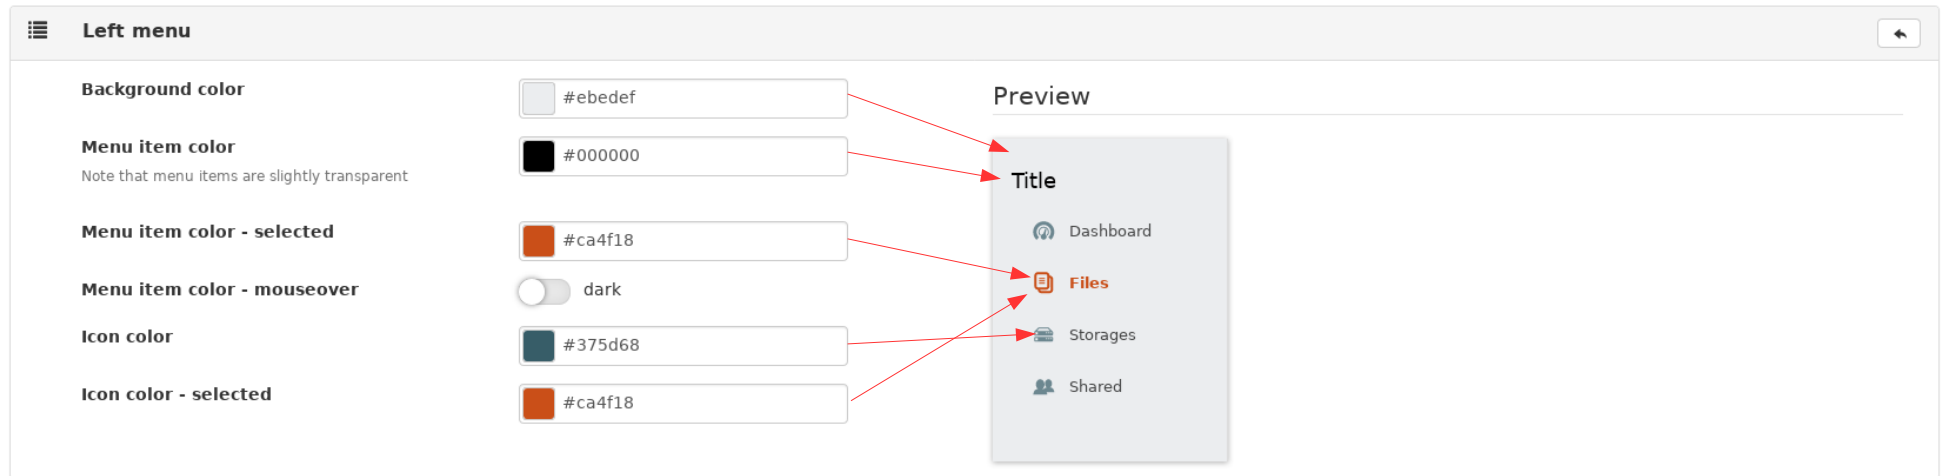 Left menu
Background color
#ebedef
Menu item color
#000000
Note that menu items are slightly transparent
Menu item color - selected
#ca4f18
Menu item color - mouseover
dark
Icon color
#375d68
Icon color - selected
#ca4f18
Preview
Title
Dashboard
Files
Storages
Shared